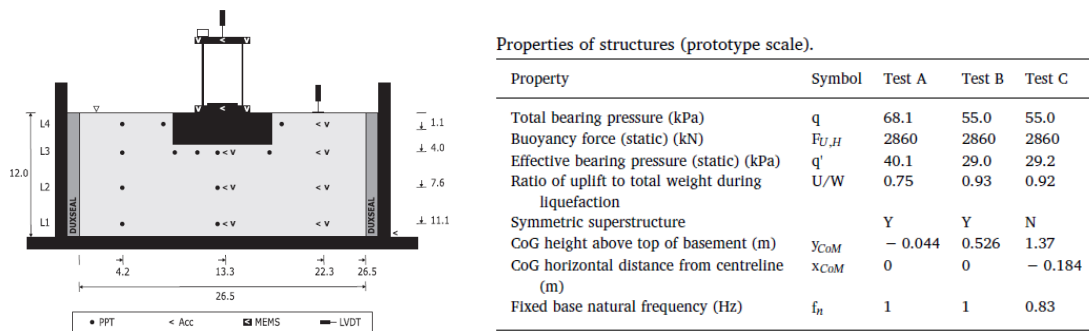 V < V
V < V
L4
L3
L2
L1
12.0
DUXSEAL
DUXSEAL
< V
< V
< V
< V
< V
< V
< V
< V
<
1.1
4.0
7.6
11.1
4.2
13.3
22.3
26.5
26.5
PPT
< Acc
MEMS
LVDT
Properties of structures (prototype scale).
Property Symbol Test A Test B Test C
Total bearing pressure (kPa) q 68.1 55.0 55.0
Buoyancy force (static) (kN) F_U,H 2860 2860 2860
Effective bearing pressure (static) (kPa) q' 40.1 29.0 29.2
Ratio of uplift to total weight during U/W 0.75 0.93 0.92
liquefaction
Symmetric superstructure Y Y N
CoG height above top of basement (m) y_CoM − 0.044 0.526 1.37
CoG horizontal distance from centreline x_CoM 0 0 − 0.184
(m)
Fixed base natural frequency (Hz) f_n 1 1 0.83